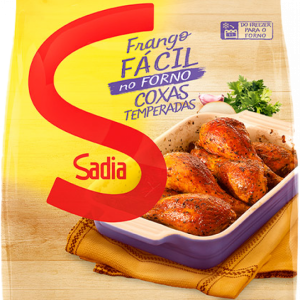 Frango
FÁCIL
no FORNO
COXAS
TEMPERADAS
DO FREEZER
PARA O
FORNO
S
Sadia